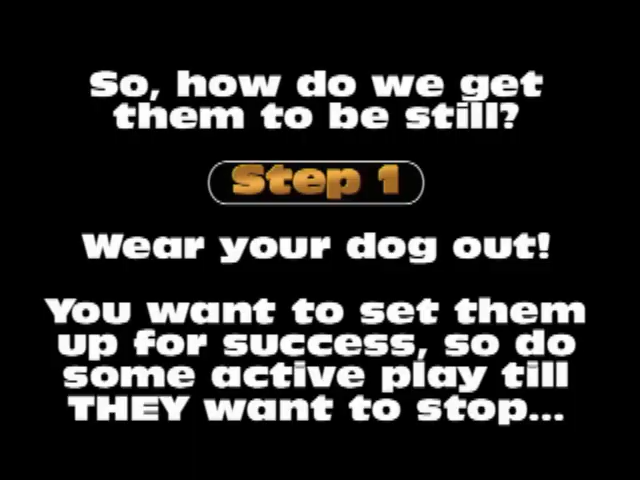 So, how do we get
them to be still?
Step 1
Wear your dog out!
You want to set them
up for success, so do
some active play till
THEY want to stop...